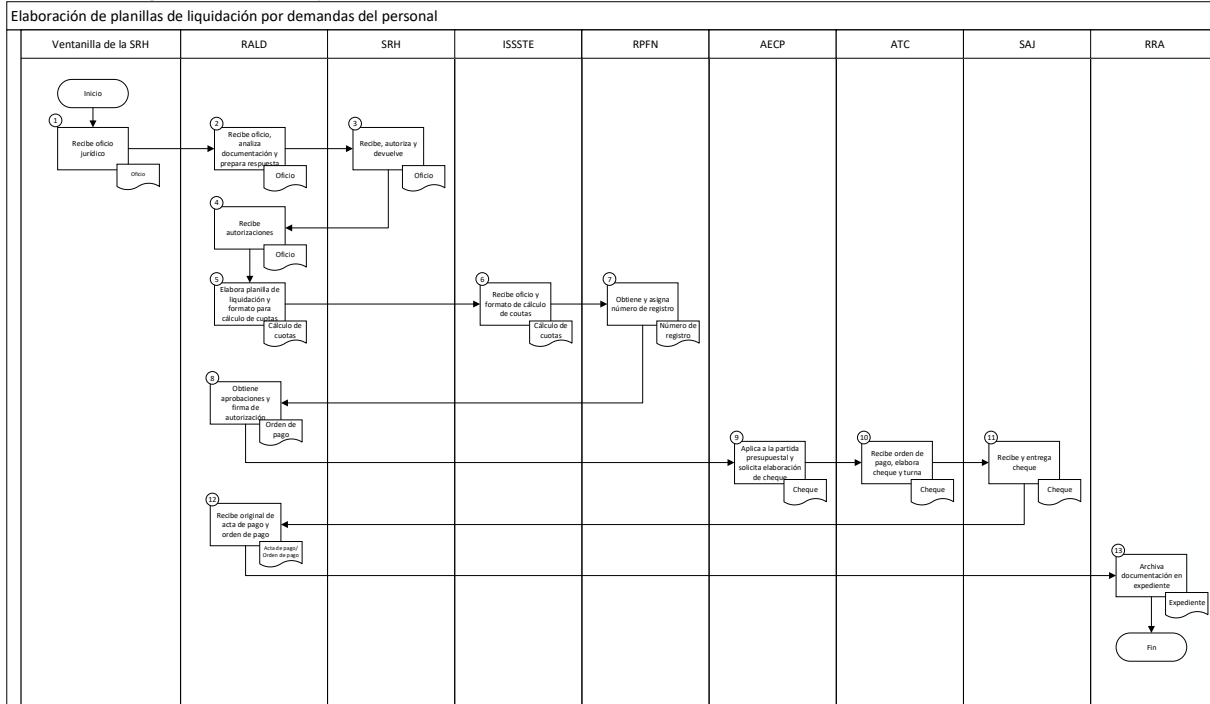 Elaboración de planillas de liquidación por demandas del personal
Ventanilla de la SRH
RALD
SRH
ISSSTE
RPFN
AECP
ATC
SAJ
RRA
Inicio
1
Recibe oficio
jurídico
Oficio
2
Recibe oficio,
analiza
documentación y
prepara respuesta
Oficio
3
Recibe, autoriza y
devuelve
Oficio
4
Recibe
autorizaciones
Oficio
5
Elabora planilla de
liquidación y
formato para
cálculo de cuotas
Cálculo de
cuotas
6
Recibe oficio y
formato de cálculo
de coutas
Cálculo de
cuotas
7
Obtiene y asigna
número de registro
Número de
registro
8
Obtiene
aprobaciones y
firma de
autorización
Orden de
pago
9
Aplica a la partida
presupuestal y
solicita elaboración
de cheque
Cheque
10
Recibe orden de
pago, elabora
cheque y turna
Cheque
11
Recibe y entrega
cheque
Cheque
12
Recibe original de
acta de pago y
orden de pago
Acta de pago/
Orden de pago
13
Archiva
documentación en
expediente
Expediente
Fin